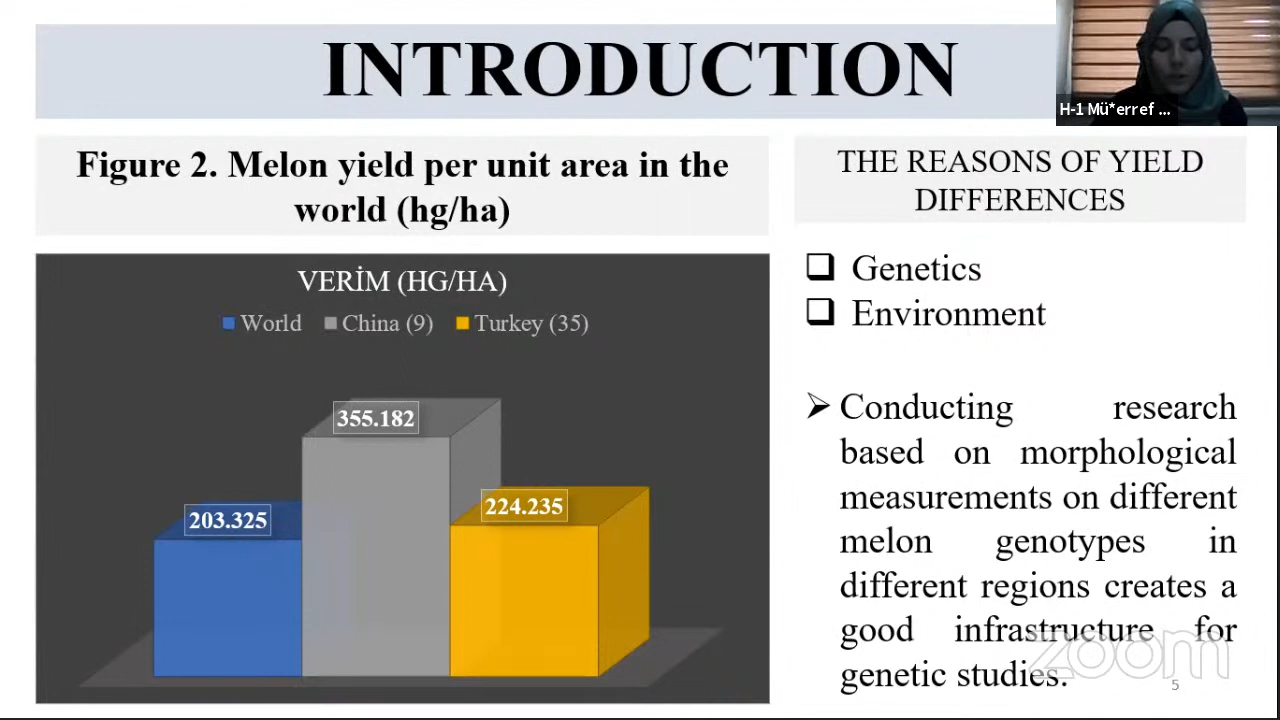 INTRODUCTION
H-1 Mü*erref ...
Figure 2. Melon yield per unit area in the
world (hg/ha)
VERİM (HG/HA)
World
China (9)
Turkey (35)
203.325
355.182
224.235
THE REASONS OF YIELD
DIFFERENCES
Genetics
Environment
Conducting research
based on morphological
measurements on different
melon genotypes in
different regions creates a
good infrastructure for
genetic studies.
zoom
5